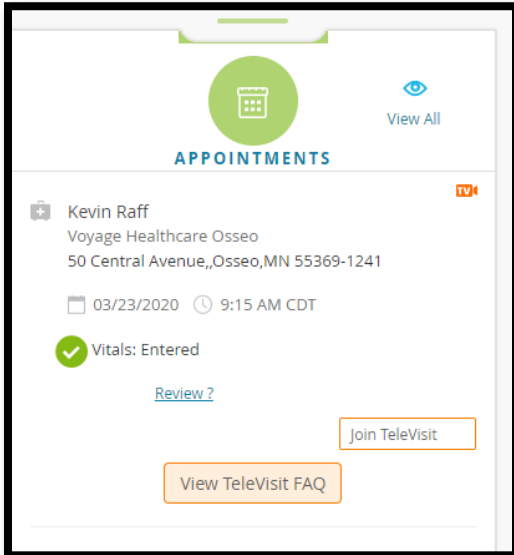 View All
APPOINTMENTS
TV
Kevin Raff
Voyage Healthcare Osseo
50 Central Avenue,,Osseo,MN 55369-1241
03/23/2020 9:15 AM CDT
Vitals: Entered
Review ?
Join TeleVisit
View TeleVisit FAQ